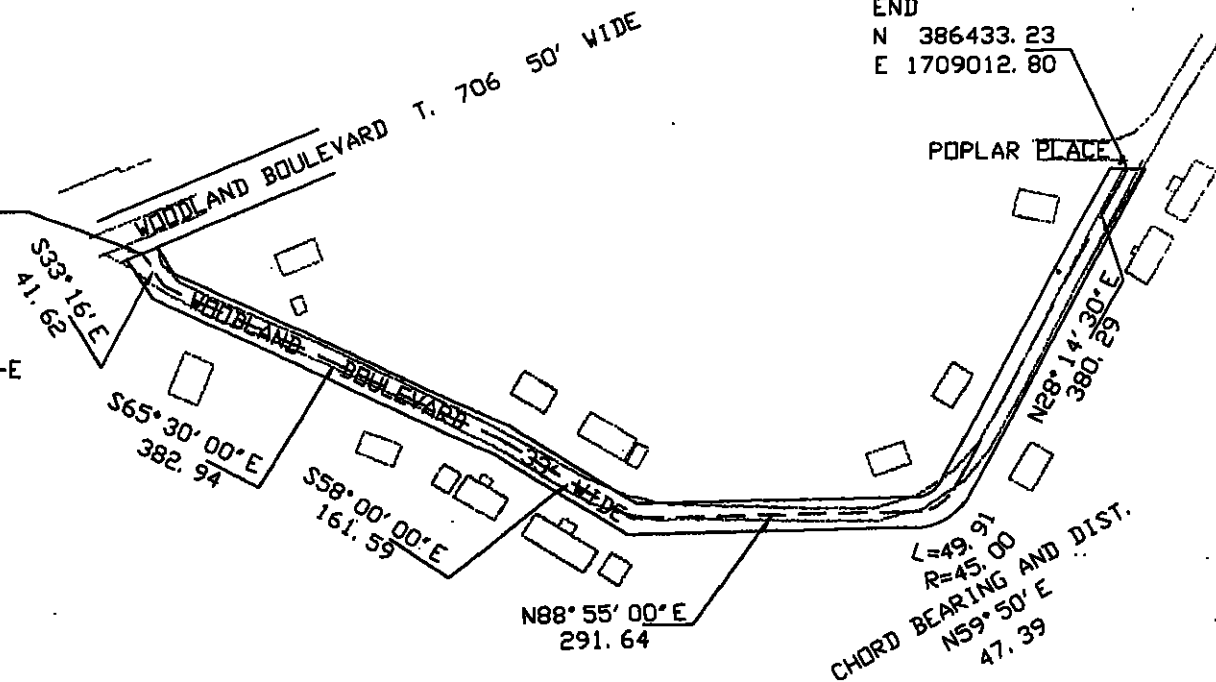 WOODLAND BOULEVARD T. 706 50' WIDE
END
N 386433.23
E 1709012.80
POPLAR PLACE
S33°16'E
41.62
-E
WOODLAND BOULEVARD 33' WIDE
S65°30'00"E
382.94
S58°00'00"E
161.59
N88°55'00"E
291.64
N28°14'30"E
380.29
L=49.91
R=45.00
CHORD BEARING AND DIST.
N59°50'E
47.39